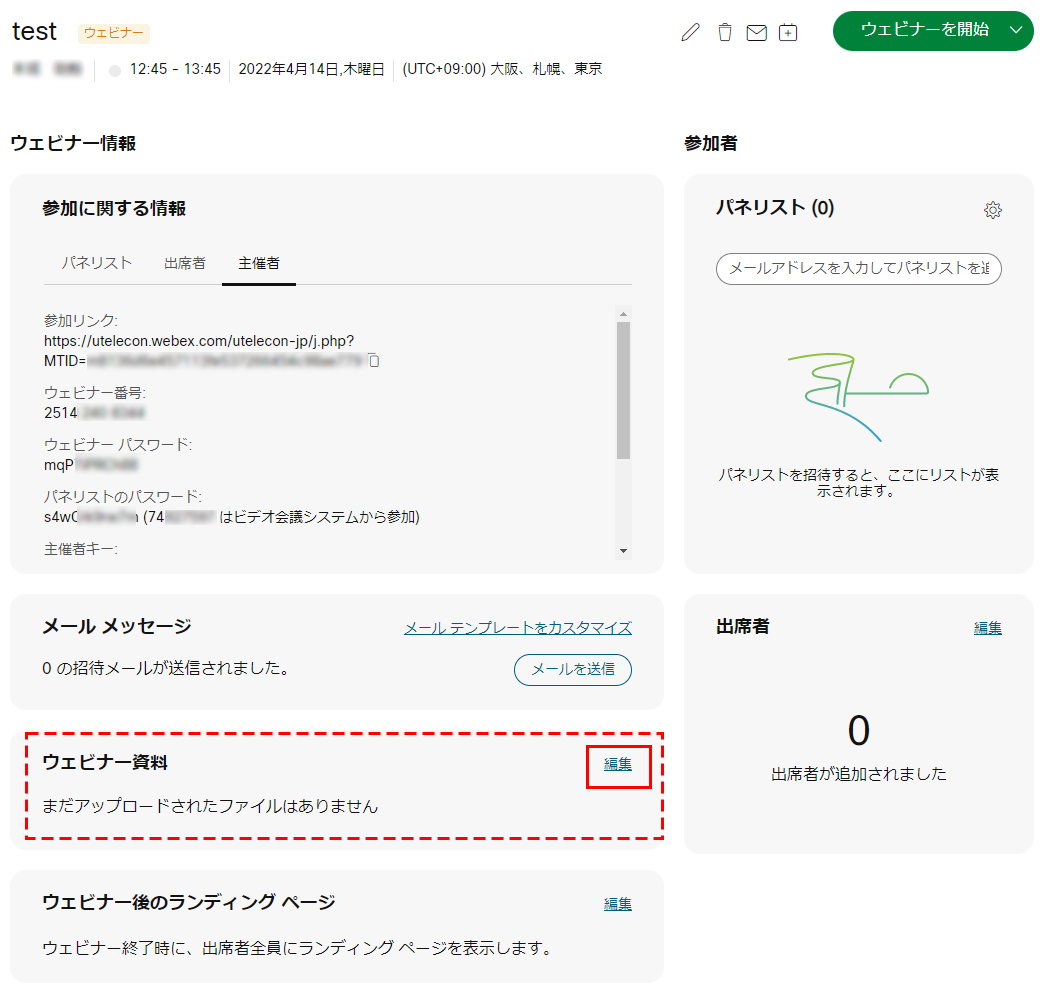 test ウェビナー ウェビナーを開始
12:45 - 13:45 2022年4月14日,木曜日 (UTC+09:00) 大阪、札幌、東京
ウェビナー情報
参加に関する情報
パネリスト 出席者 主催者
参加リンク:
https://utelecon.webex.com/utelecon-jp/j.php?
MTID=
ウェビナー番号:
2514
ウェビナー パスワード:
mqP
パネリストのパスワード:
s4w (74 はビデオ会議システムから参加)
主催者キー:
メール メッセージ メール テンプレートをカスタマイズ
0 の招待メールが送信されました。 メールを送信
ウェビナー資料 編集
まだアップロードされたファイルはありません
ウェビナー後のランディング ページ 編集
ウェビナー終了時に、出席者全員にランディング ページを表示します。
参加者
パネリスト (0)
メールアドレスを入力してパネリストを追
パネリストを招待すると、ここにリストが表
示されます。
出席者 編集
0
出席者が追加されました